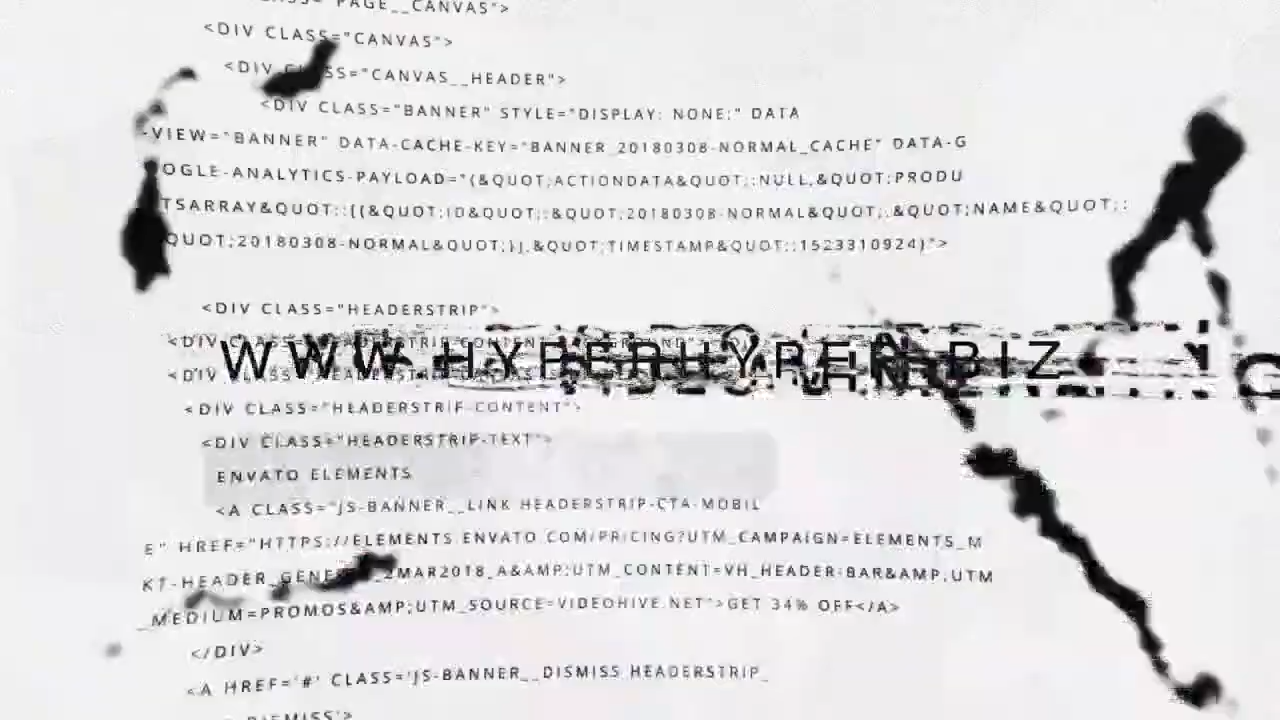 PAGE__CANVAS">
<DIV CLASS="CANVAS">
<DIV CLASS="CANVAS__HEADER">
<DIV CLASS="BANNER" STYLE="DISPLAY: NONE;" DATA
-VIEW="BANNER" DATA-CACHE-KEY="BANNER_20180308-NORMAL_CACHE" DATA-G
OGLE-ANALYTICS-PAYLOAD="{&QUOT;ACTIONDATA&QUOT;:NULL,&QUOT;PRODU
TSARRAY&QUOT;:[{&QUOT;ID&QUOT;:&QUOT;20180308-NORMAL&QUOT;,&QUOT;NAME&QUOT;:
QUOT;20180308-NORMAL&QUOT;}],&QUOT;TIMESTAMP&QUOT;:1523310924}">
<DIV CLASS="HEADERSTRIP">
WWW.HYPERHYPER.BIZ
<DIV CLASS="HEADERSTRIP-CONTENT">
<DIV CLASS="HEADERSTRIP-TEXT">
ENVATO ELEMENTS
<A CLASS="JS-BANNER__LINK HEADERSTRIP-CTA-MOBIL
E" HREF="HTTPS://ELEMENTS.ENVATO.COM/PRICING?UTM_CAMPAIGN=ELEMENTS_M
KT-HEADER_GENE 2MAR2018_A&AMP;UTM_CONTENT=VH_HEADER-BAR&AMP;UTM
_MEDIUM=PROMOS&AMP;UTM_SOURCE=VIDEOHIVE.NET">GET 34% OFF</A>
</DIV>
<A HREF='#' CLASS='JS-BANNER__DISMISS HEADERSTRIP_
DISMISS'>